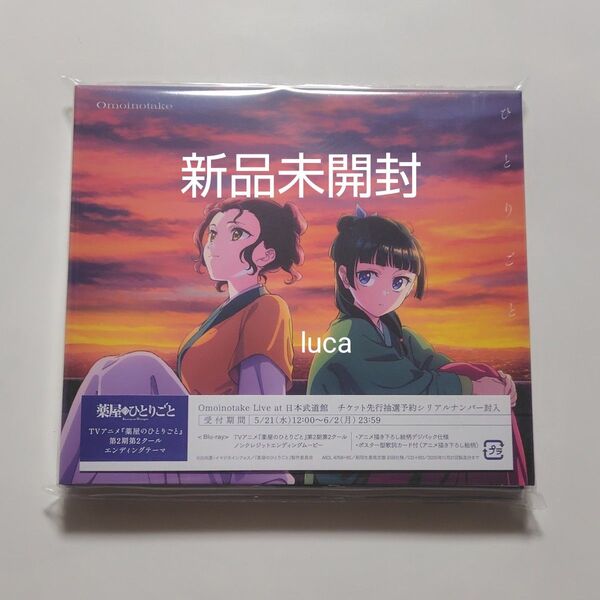 Omoinotake
ひとりごと
新品未開封
luca
薬屋のひとりごと
TVアニメ『薬屋のひとりごと』
第2期第2クール
エンディングテーマ
Omoinotake Live at 日本武道館 チケット先行抽選予約シリアルナンバー封入
受付期間 5/21(水)12:00〜6/2(月)23:59
<Blu-ray> TVアニメ『薬屋のひとりごと』第2期第2クール
ノンクレジットエンディングムービー
・アニメ描き下ろし絵柄デジパック仕様
・ポスター型歌詞カード付(アニメ描き下ろし絵柄)
プラ